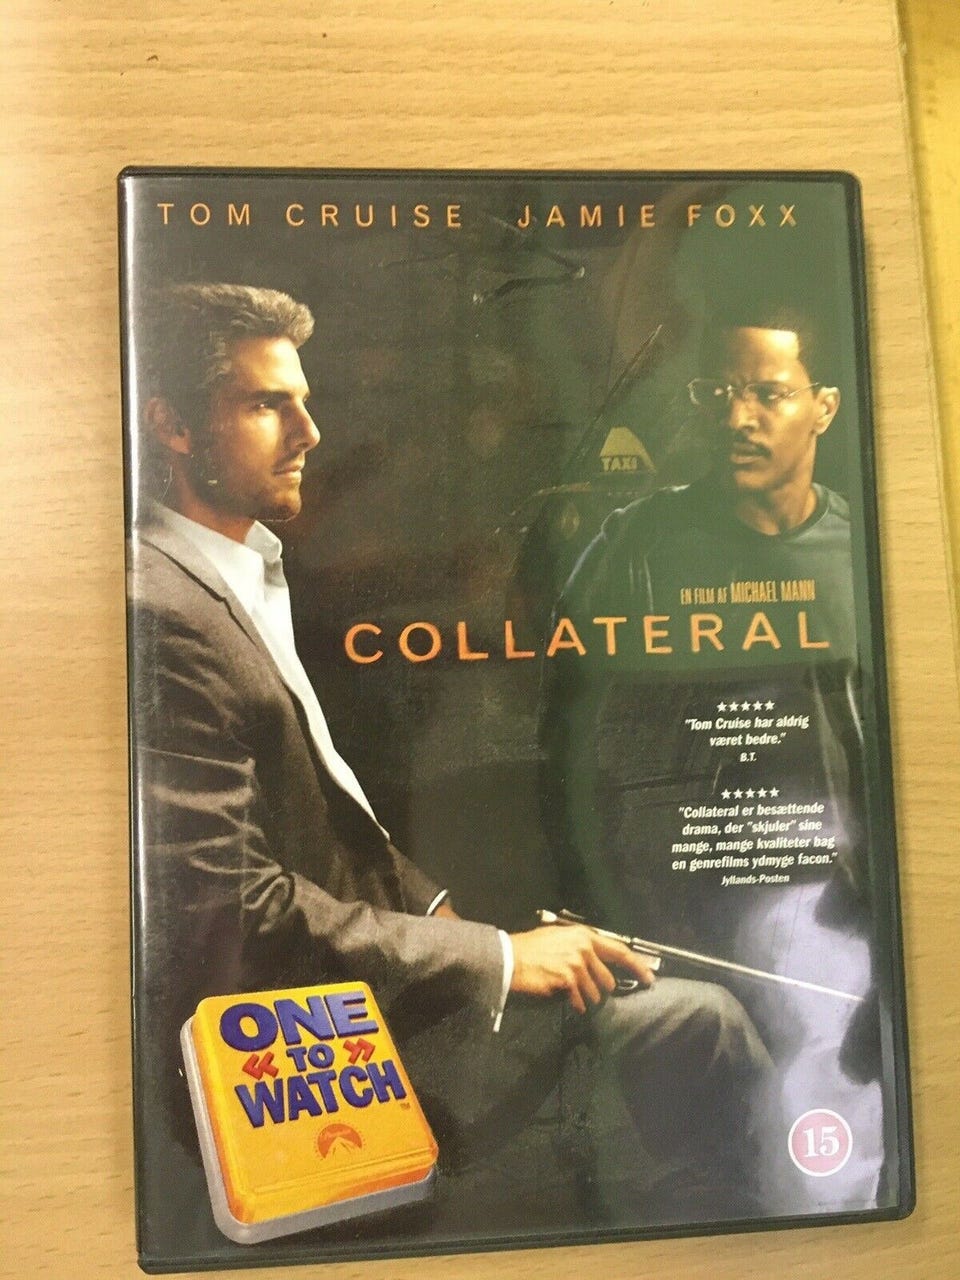 TOM CRUISE JAMIE FOXX
TAXI
EN FILM AF MICHAEL MANN
COLLATERAL
"Tom Cruise har aldrig
været bedre."
B.T.
"Collateral er besættende
drama, der "skjuler" sine
mange, mange kvaliteter bag
en genrefilms ydmyge facon."
Jyllands-Posten
ONE
« TO »
WATCH™
15